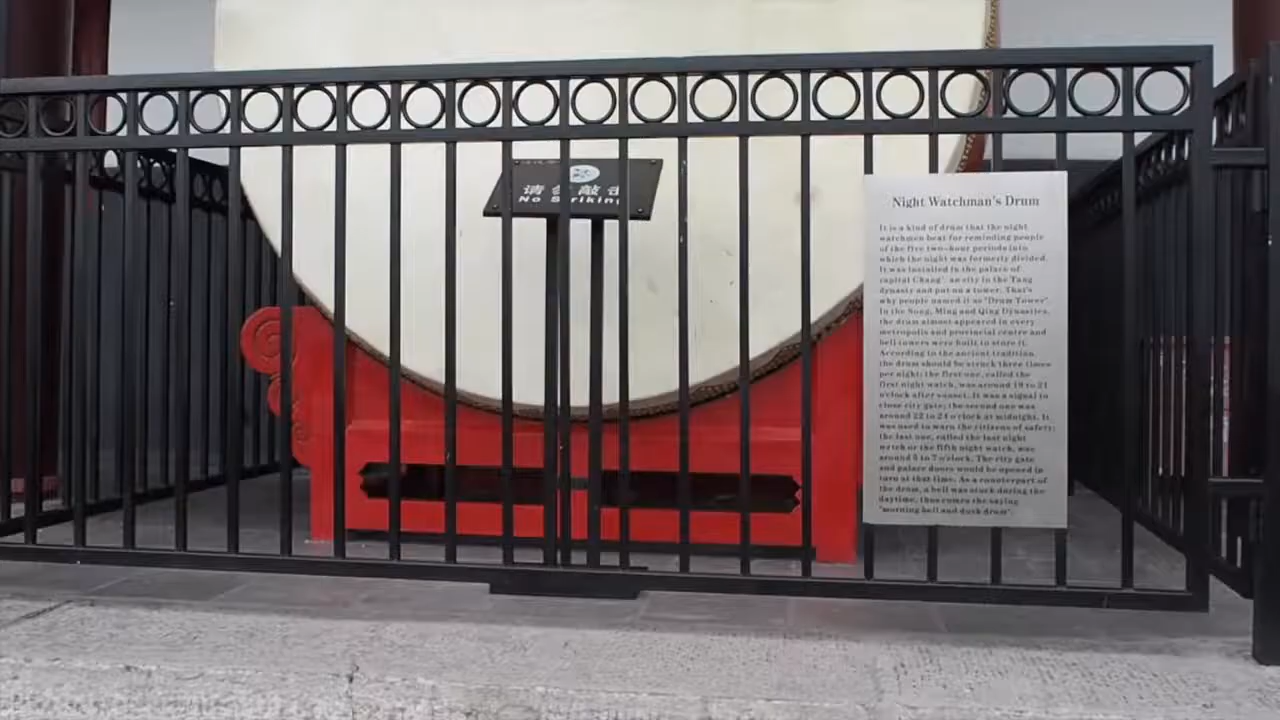 请勿敲击
No Striking
Night Watchman's Drum
It is a kind of drum that the night
watchmen beat for reminding people
of the five two-hour periods into
which the night was formerly divided.
It was installed in the palace of
capital Chang' an city in the Tang
dynasty and put on a tower. That's
why people named it as "Drum Tower".
In the Song, Ming and Qing Dynasties,
the drum almost appeared in every
metropolis and provincial centre and
bell towers were built to store it.
According to the ancient tradition,
the drum should be struck three times
per night: the first one, called the
first night watch, was around 19 to 21
o'clock after sunset. It was a signal to
close city gate; the second one was
around 22 to 24 o'clock at midnight. It
was used to warn the citizens of safety;
the last one, called the last night
watch or the fifth night watch, was
around 5 to 7 o'clock. The city gate
and palace doors would be opened in
turn at that time. As a counterpart of
the drum, a bell was stuck during the
daytime, thus comes the saying
"morning bell and dusk drum".